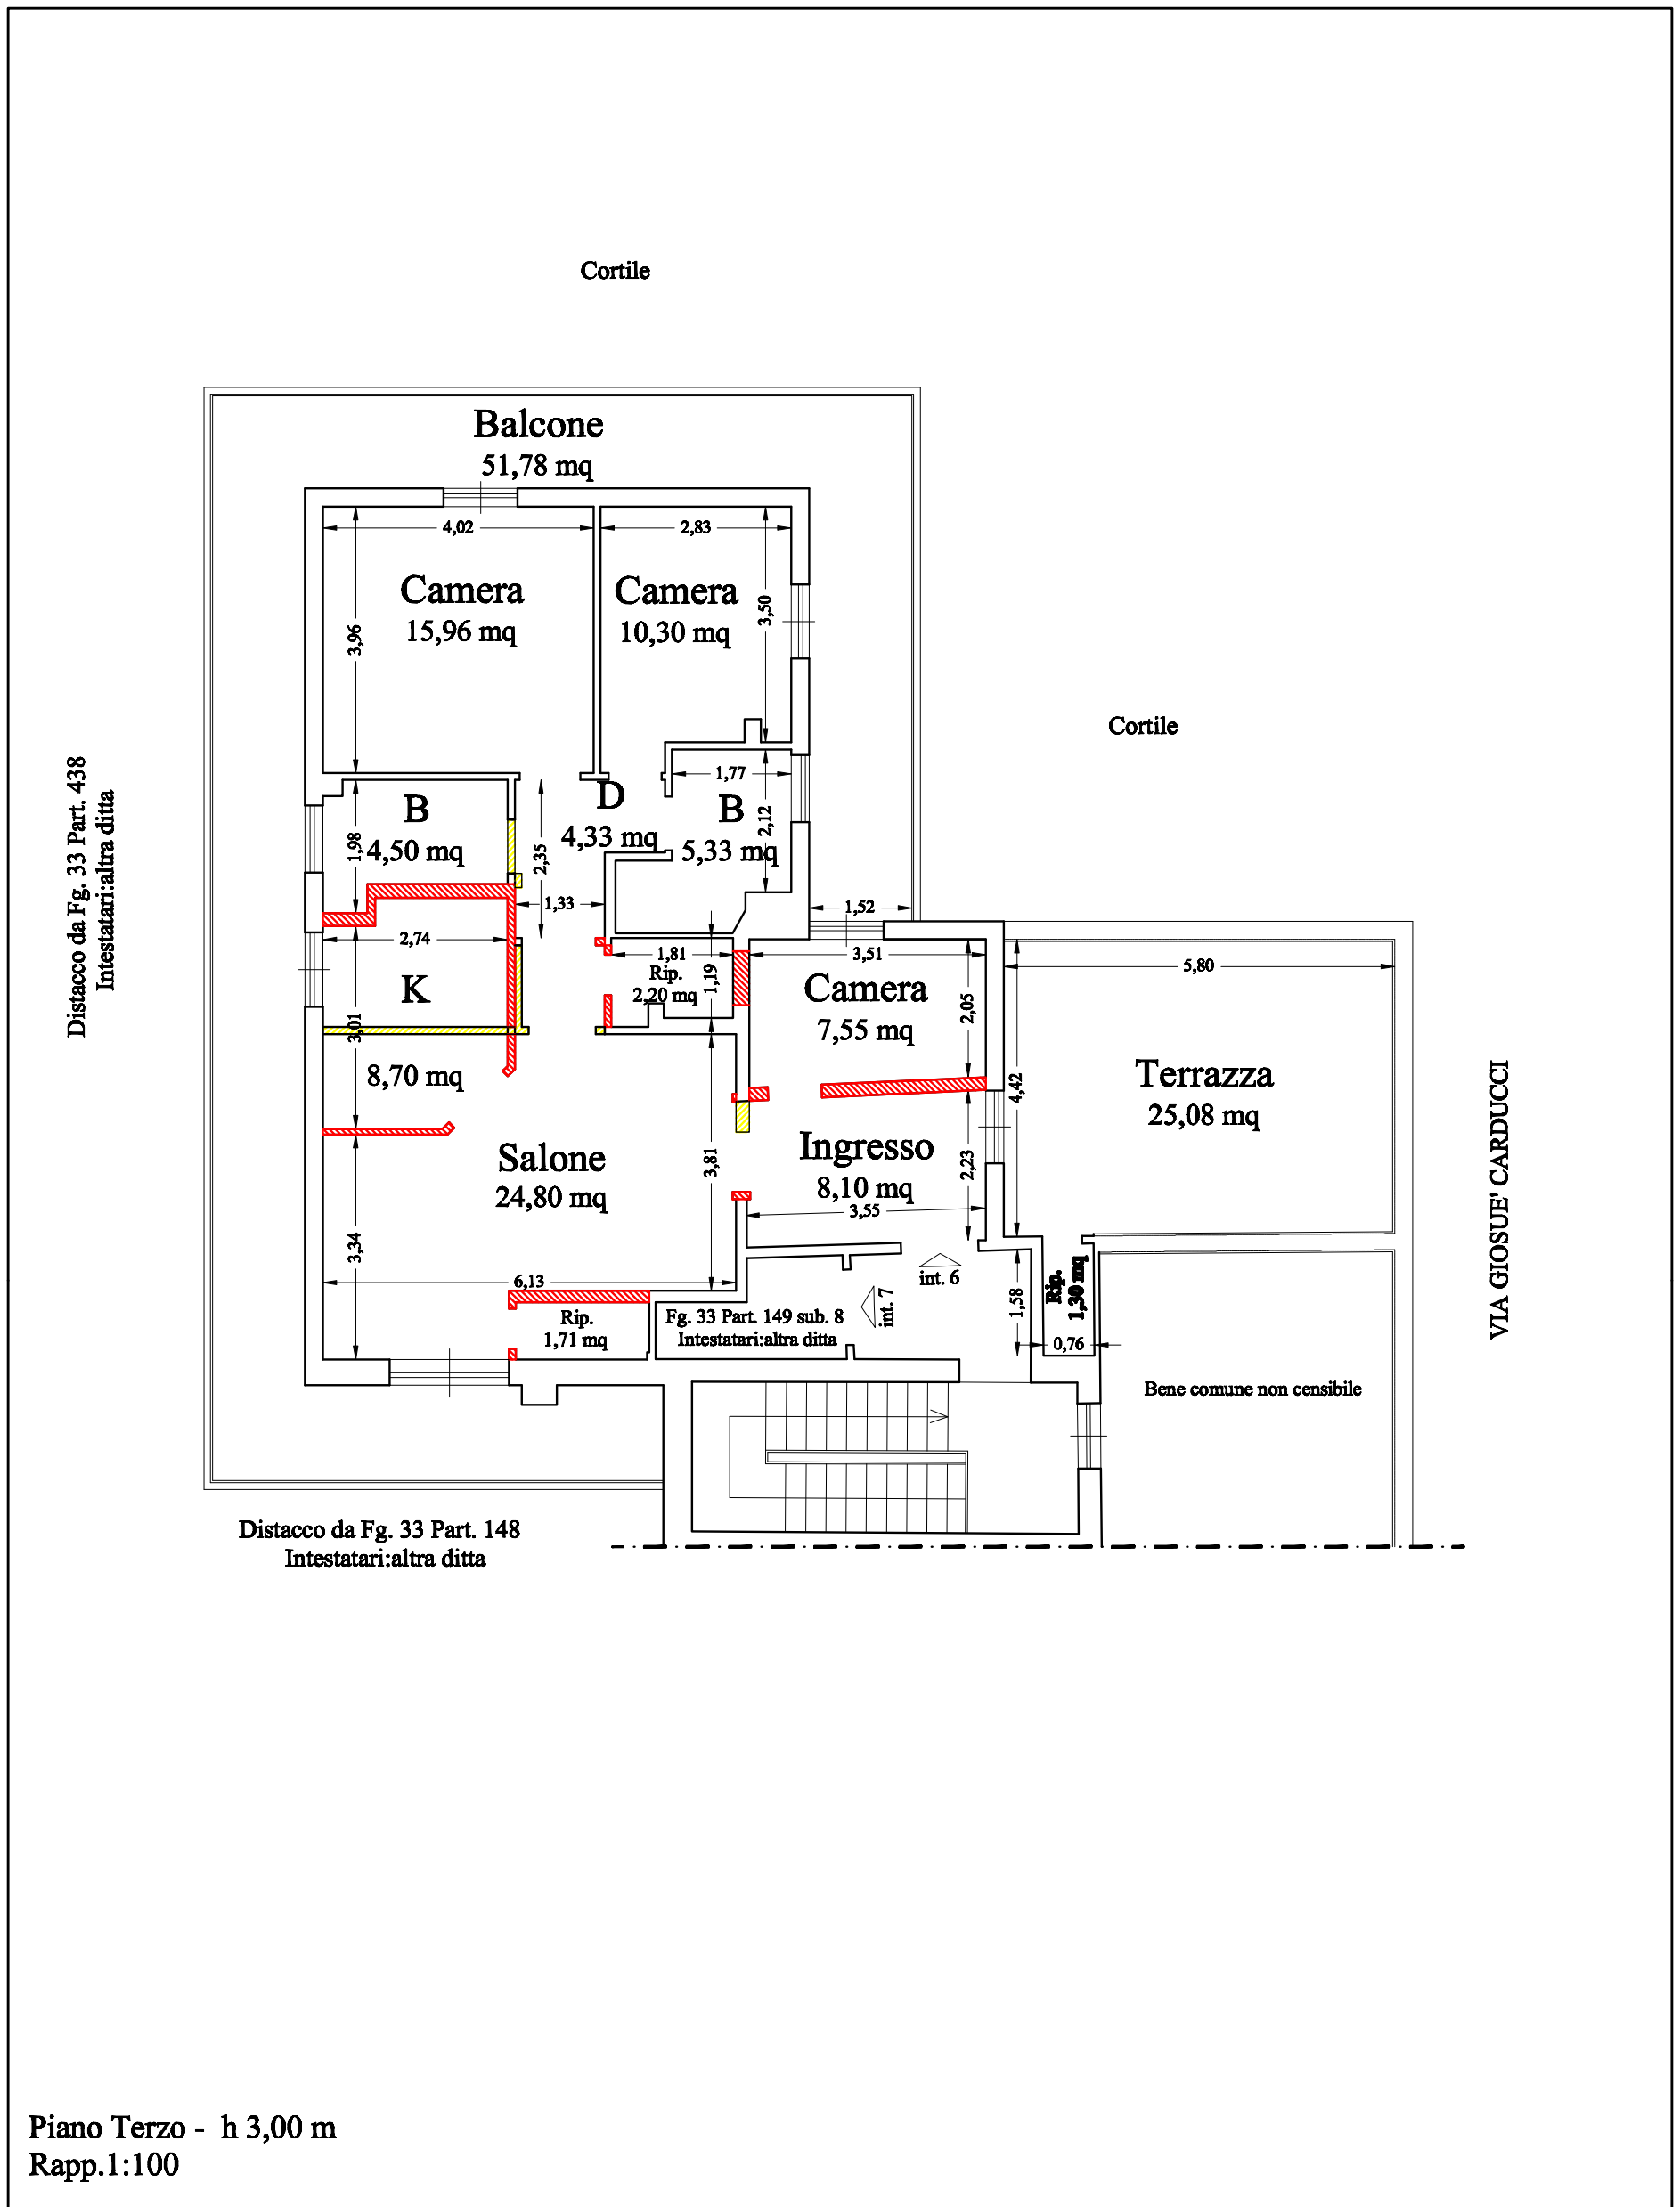 Cortile
Balcone
51,78 mq
4,02
2,83
Camera
15,96 mq
Camera
10,30 mq
3,96
3,50
Cortile
Distacco da Fg. 33 Part. 438
Intestatari:altra ditta
B
4,50 mq
1,98
D
4,33 mq
2,35
1,77
B
5,33 mq
2,12
1,33
1,52
2,74
K
3,01
8,70 mq
1,81
Rip.
2,20 mq
1,19
3,51
Camera
7,55 mq
2,05
5,80
4,42
Terrazza
25,08 mq
VIA GIOSUE' CARDUCCI
Salone
24,80 mq
3,81
3,34
6,13
Ingresso
8,10 mq
2,23
3,55
int. 6
int. 7
1,58
Rip.
1,30 mq
0,76
Rip.
1,71 mq
Fg. 33 Part. 149 sub. 8
Intestatari:altra ditta
Bene comune non censibile
Distacco da Fg. 33 Part. 148
Intestatari:altra ditta
Piano Terzo - h 3,00 m
Rapp.1:100